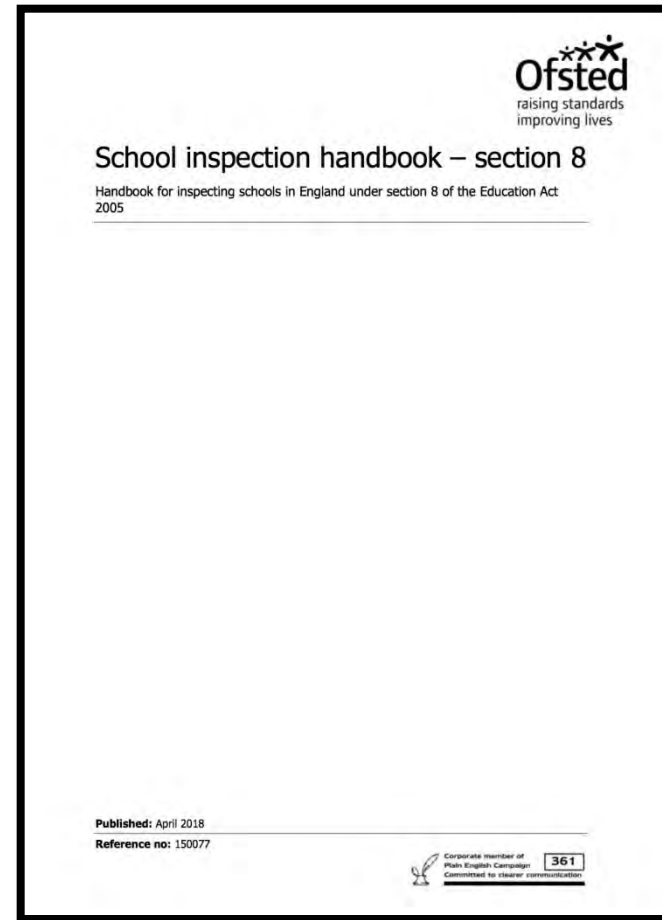 Ofsted
raising standards
improving lives
School inspection handbook – section 8
Handbook for inspecting schools in England under section 8 of the Education Act
2005
Published: April 2018
Reference no: 150077
Corporate member of
Plain English Campaign
Committed to clearer communication
361